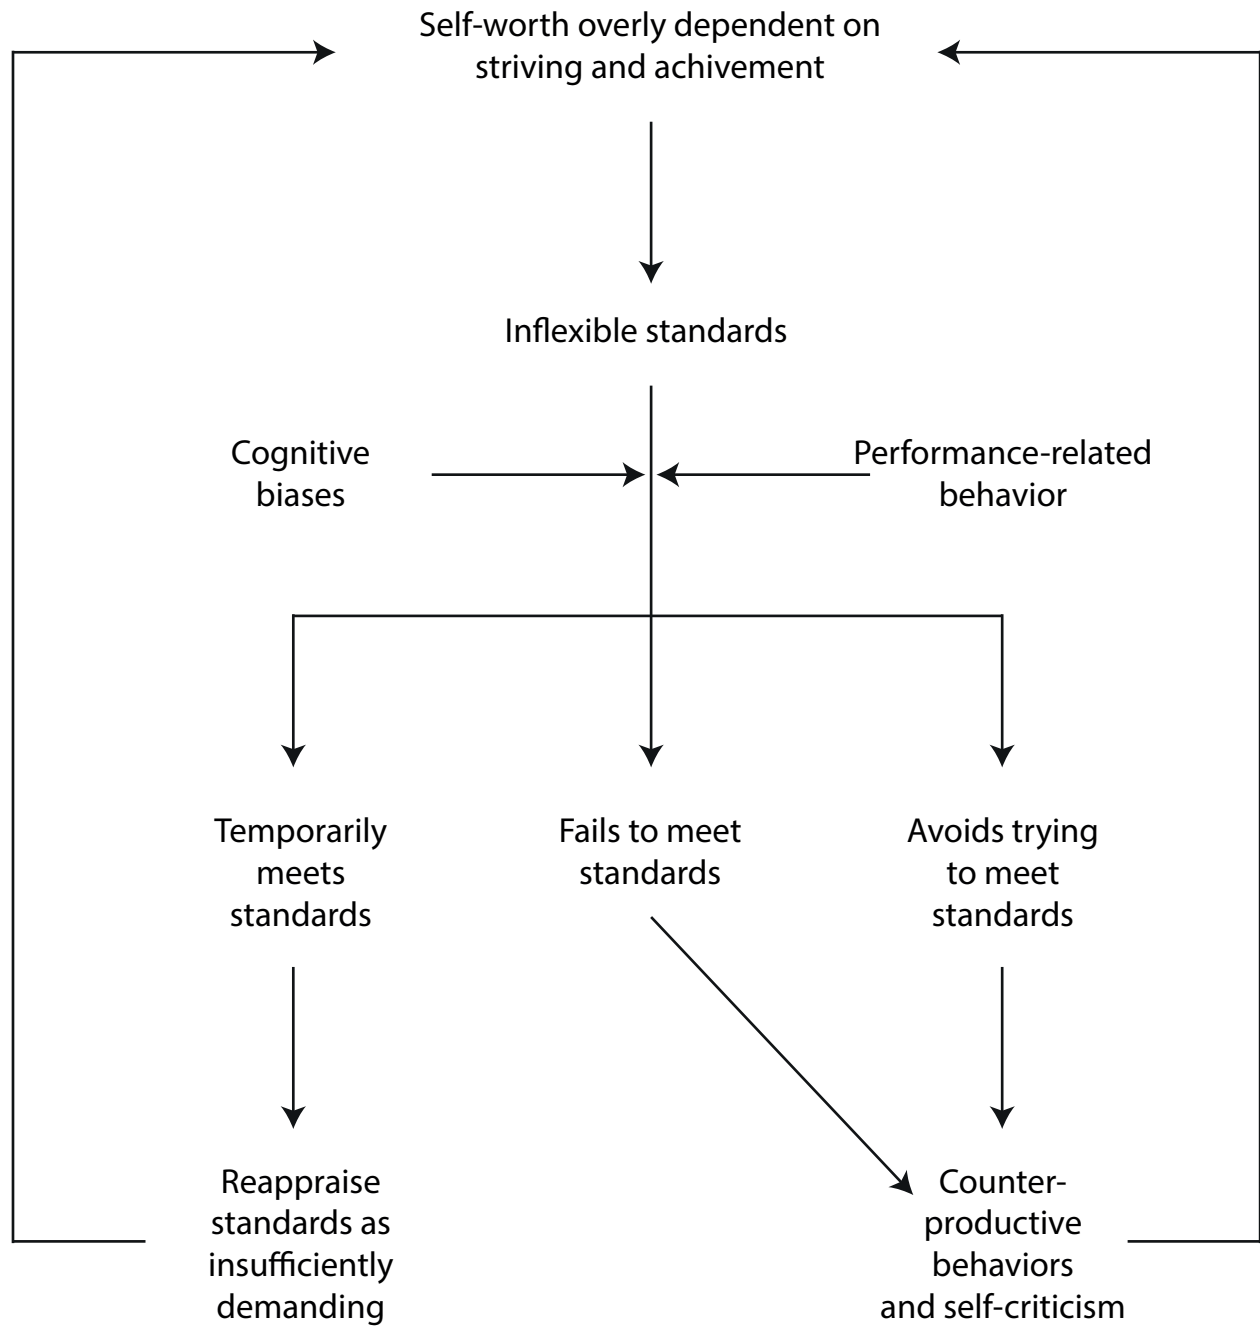 Self-worth overly dependent on
striving and achivement
Inflexible standards
Cognitive
biases
Performance-related
behavior
Temporarily
meets
standards
Fails to meet
standards
Avoids trying
to meet
standards
Reappraise
standards as
insufficiently
demanding
Counter-
productive
behaviors
and self-criticism